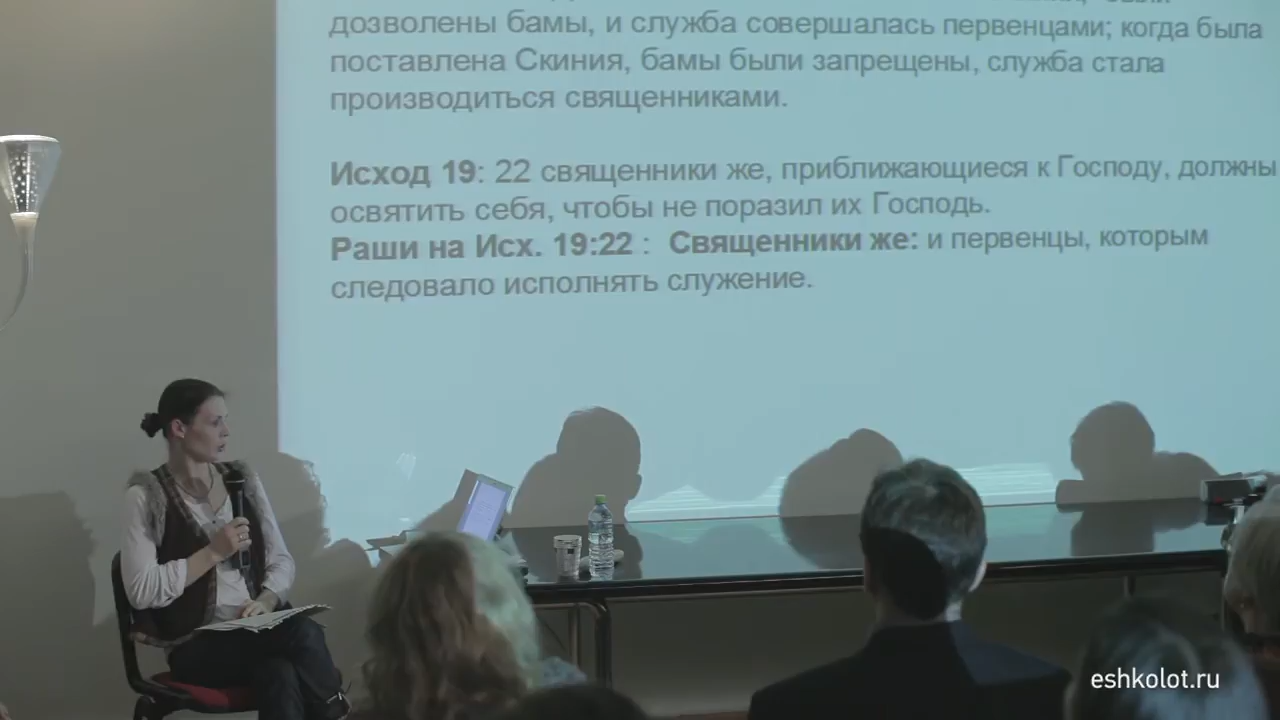 дозволены бамы, и служба совершалась первенцами; когда была
поставлена Скиния, бамы были запрещены, служба стала
производиться священниками.
Исход 19: 22 священники же, приближающиеся к Господу, должны
освятить себя, чтобы не поразил их Господь.
Раши на Исх. 19:22 : Священники же: и первенцы, которым
следовало исполнять служение.
eshkolot.ru